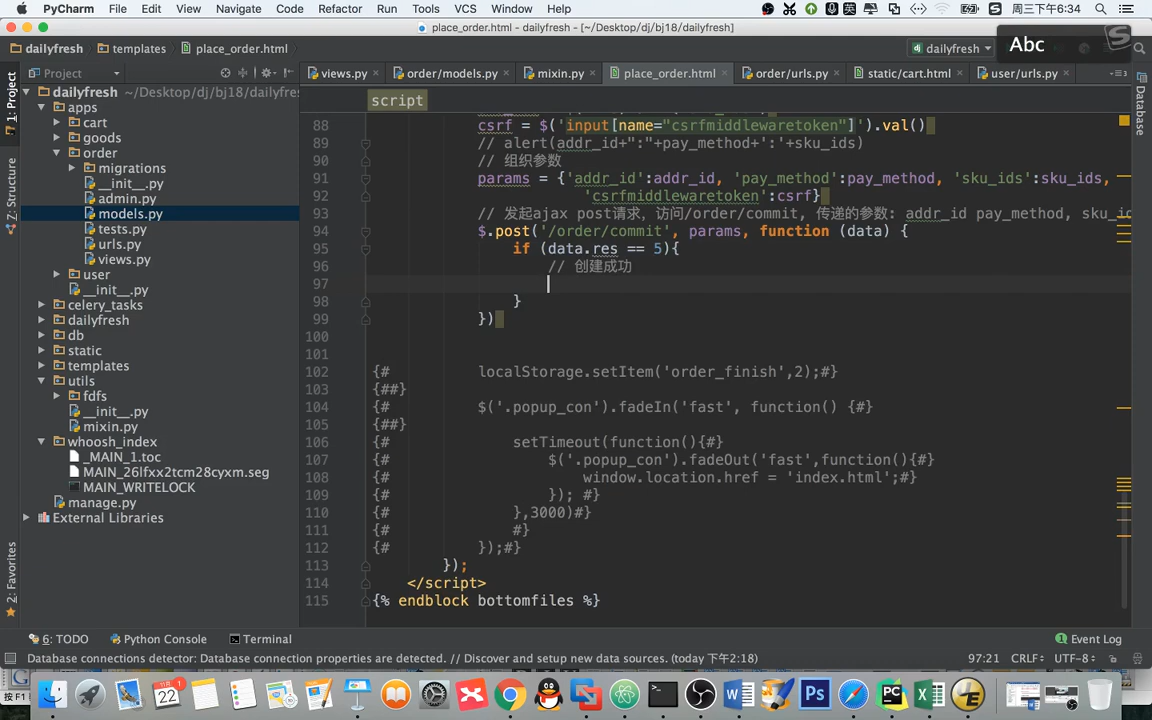 PyCharm File Edit View Navigate Code Refactor Run Tools VCS Window Help 英 周三下午6:34
place_order.html - dailyfresh - [~/Desktop/dj/bj18/dailyfresh]
dailyfresh templates place_order.html dailyfresh Abc
Project views.py order/models.py mixin.py place_order.html order/urls.py static/cart.html user/urls.py
1: Project
Z: Structure
2: Favorites
Database
dailyfresh ~/Desktop/dj/bj18/dailyfres
apps
cart
goods
order
migrations
__init__.py
admin.py
models.py
tests.py
urls.py
views.py
user
__init__.py
celery_tasks
dailyfresh
db
static
templates
utils
fdfs
__init__.py
mixin.py
whoosh_index
_MAIN_1.toc
MAIN_26lfxx2tcm28cyxm.seg
MAIN_WRITELOCK
manage.py
External Libraries
script
88 csrf = $('input[name="csrfmiddlewaretoken"]').val()
89 // alert(addr_id+":"+pay_method+':'+sku_ids)
90 // 组织参数
91 params = {'addr_id':addr_id, 'pay_method':pay_method, 'sku_ids':sku_ids,
92 'csrfmiddlewaretoken':csrf}
93 // 发起ajax post请求, 访问/order/commit, 传递的参数: addr_id pay_method, sku_id
94 $.post('/order/commit', params, function (data) {
95 if (data.res == 5){
96 // 创建成功
97
98 }
99 })
100
101
102 {# localStorage.setItem('order_finish',2);#}
103 {##}
104 {# $('.popup_con').fadeIn('fast', function() {#}
105 {##}
106 {# setTimeout(function(){#}
107 {# $('.popup_con').fadeOut('fast',function(){#}
108 {# window.location.href = 'index.html';#}
109 {# }); #}
110 {# },3000)#}
111 {# #}
112 {# });#}
113 });
114 </script>
115 {% endblock bottomfiles %}
6: TODO Python Console Terminal 1 Event Log
Database connections detector: Database connection properties are detected. // Discover and setup new data sources. (today 下午2:18) 97:21 CRLF÷ UTF-8÷
按 F1